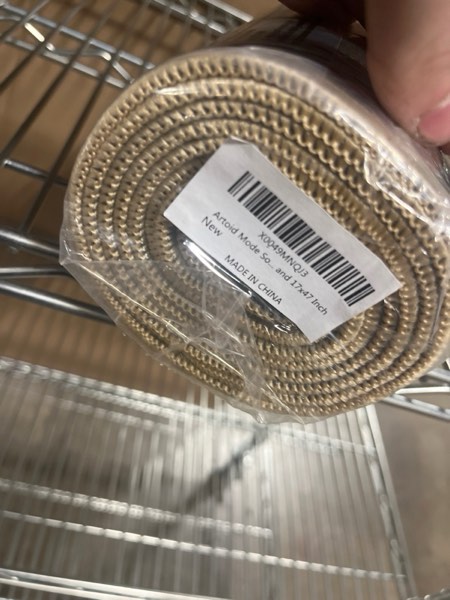 X0049MNQJ3
Artoid Mode So... and 17x47 Inch
New
MADE IN CHINA